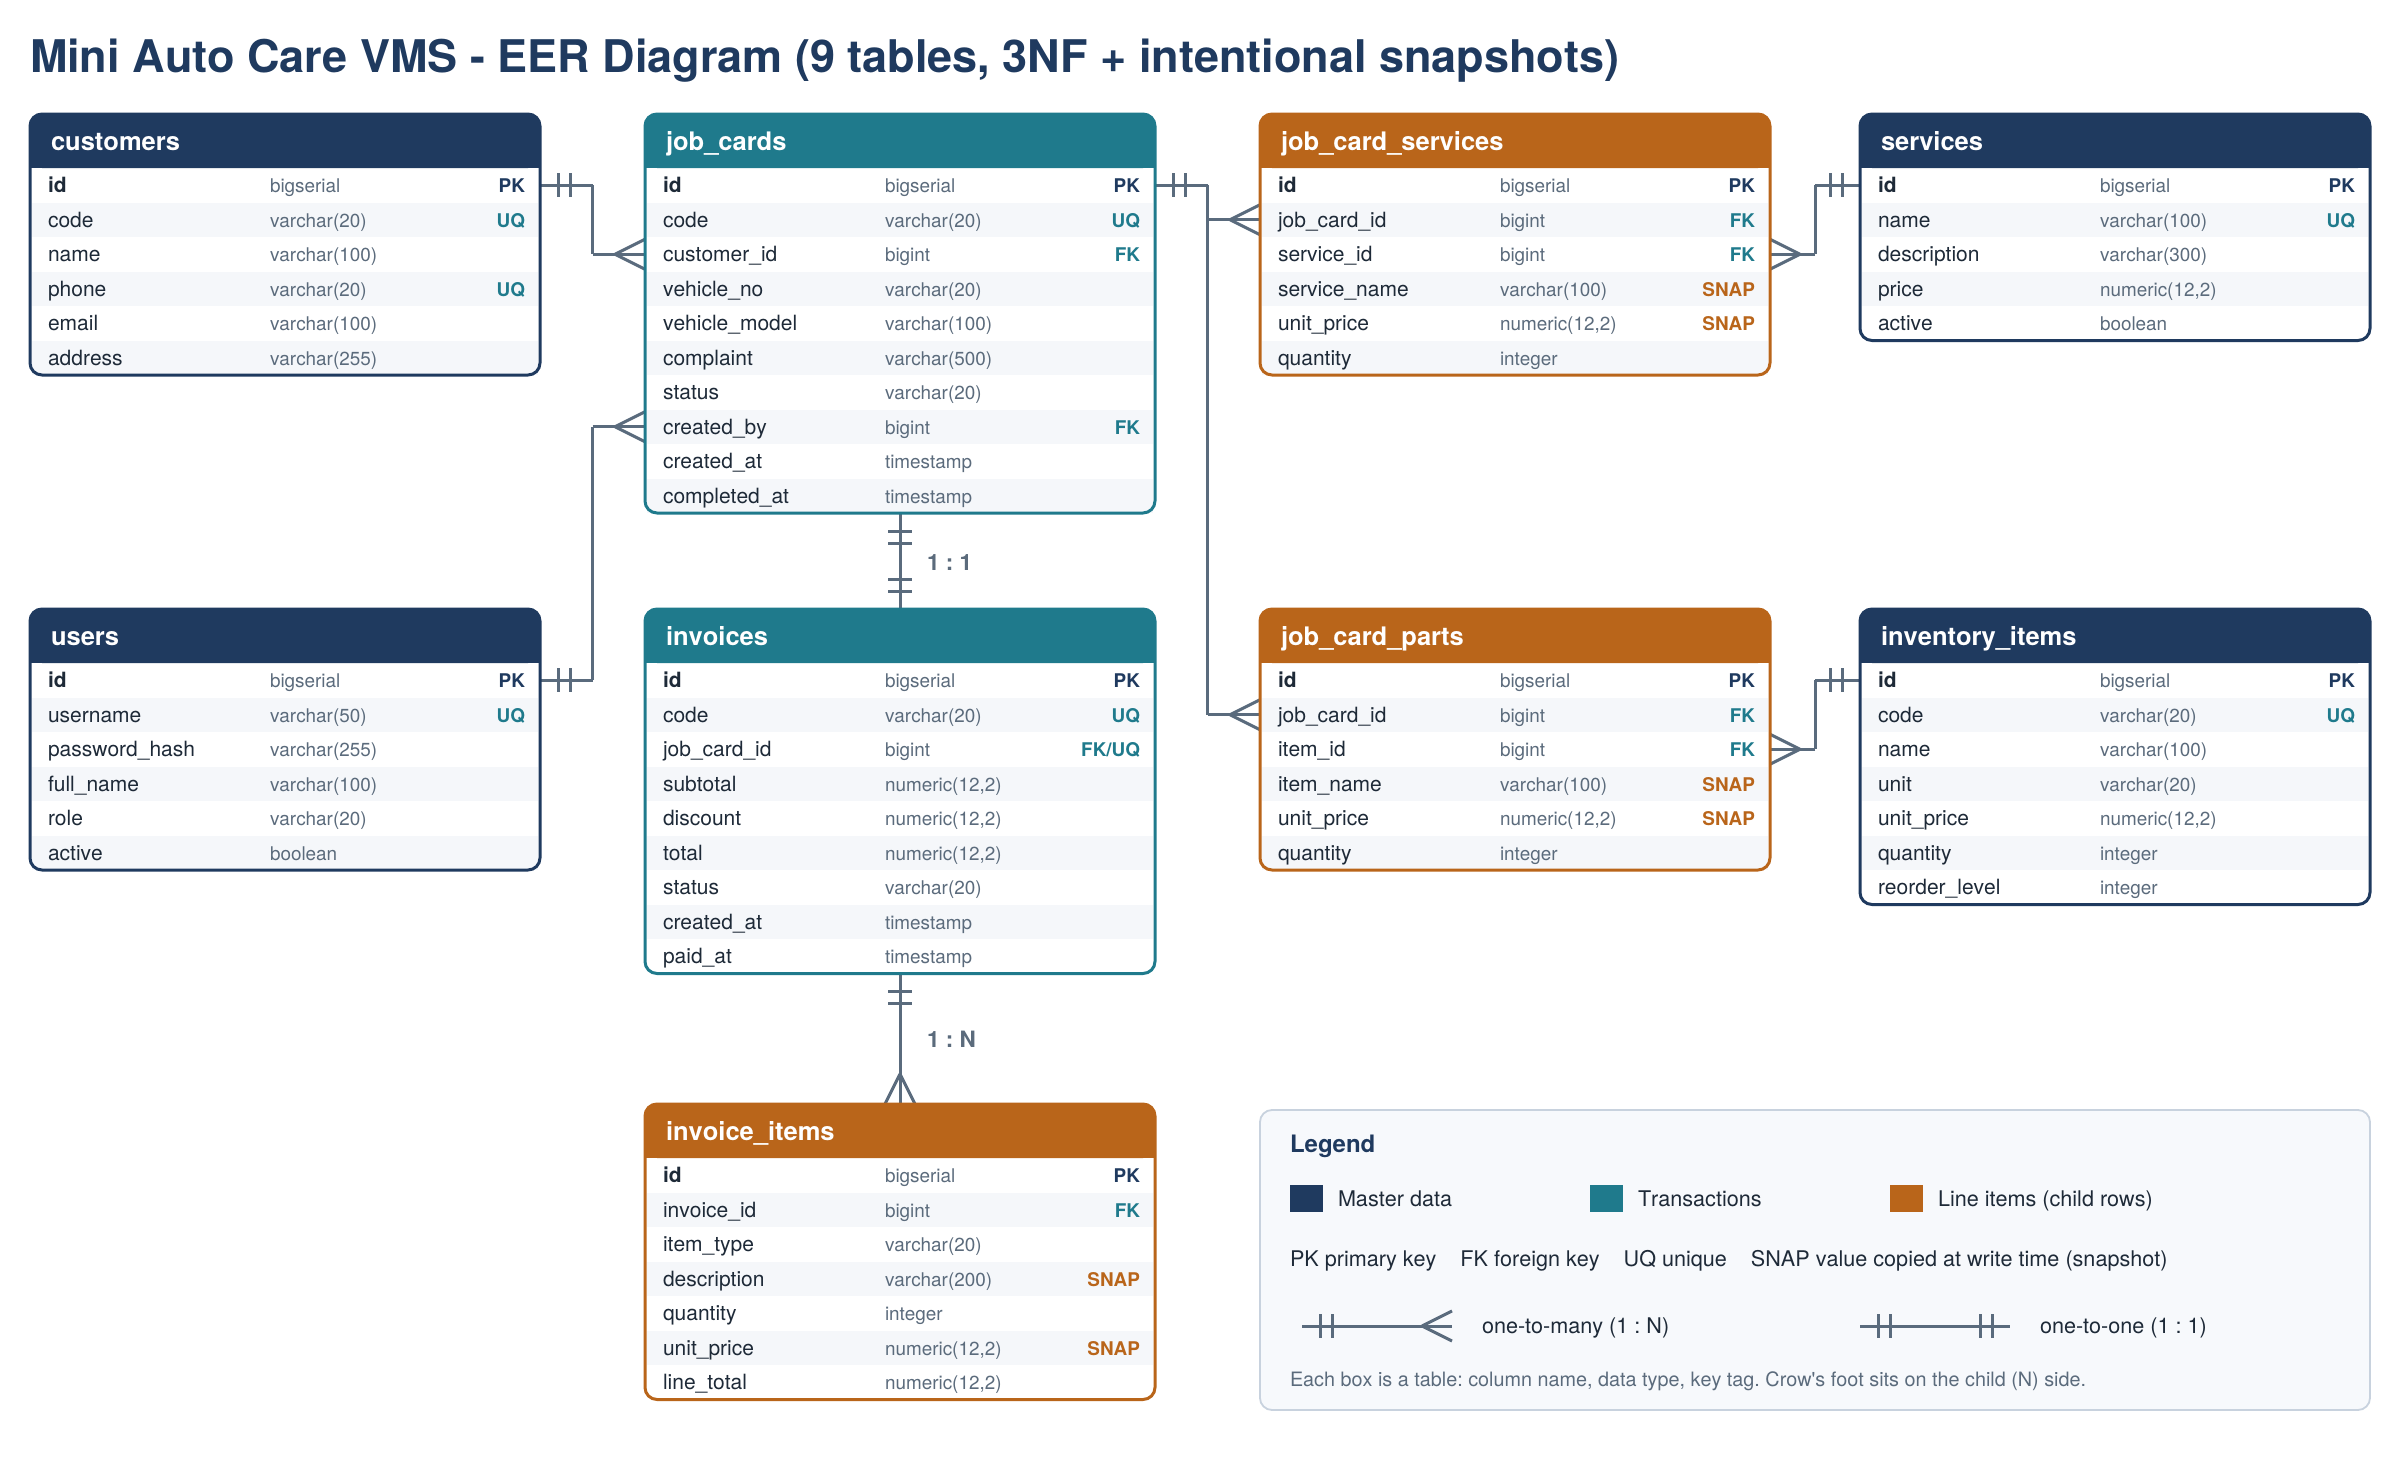 Mini Auto Care VMS - EER Diagram (9 tables, 3NF + intentional snapshots)
customers
id bigserial PK
code varchar(20) UQ
name varchar(100)
phone varchar(20) UQ
email varchar(100)
address varchar(255)
job_cards
id bigserial PK
code varchar(20) UQ
customer_id bigint FK
vehicle_no varchar(20)
vehicle_model varchar(100)
complaint varchar(500)
status varchar(20)
created_by bigint FK
created_at timestamp
completed_at timestamp
job_card_services
id bigserial PK
job_card_id bigint FK
service_id bigint FK
service_name varchar(100) SNAP
unit_price numeric(12,2) SNAP
quantity integer
services
id bigserial PK
name varchar(100) UQ
description varchar(300)
price numeric(12,2)
active boolean
1 : 1
users
id bigserial PK
username varchar(50) UQ
password_hash varchar(255)
full_name varchar(100)
role varchar(20)
active boolean
invoices
id bigserial PK
code varchar(20) UQ
job_card_id bigint FK/UQ
subtotal numeric(12,2)
discount numeric(12,2)
total numeric(12,2)
status varchar(20)
created_at timestamp
paid_at timestamp
job_card_parts
id bigserial PK
job_card_id bigint FK
item_id bigint FK
item_name varchar(100) SNAP
unit_price numeric(12,2) SNAP
quantity integer
inventory_items
id bigserial PK
code varchar(20) UQ
name varchar(100)
unit varchar(20)
unit_price numeric(12,2)
quantity integer
reorder_level integer
1 : N
invoice_items
id bigserial PK
invoice_id bigint FK
item_type varchar(20)
description varchar(200) SNAP
quantity integer
unit_price numeric(12,2) SNAP
line_total numeric(12,2)
Legend
Master data Transactions Line items (child rows)
PK primary key FK foreign key UQ unique SNAP value copied at write time (snapshot)
one-to-many (1 : N) one-to-one (1 : 1)
Each box is a table: column name, data type, key tag. Crow's foot sits on the child (N) side.